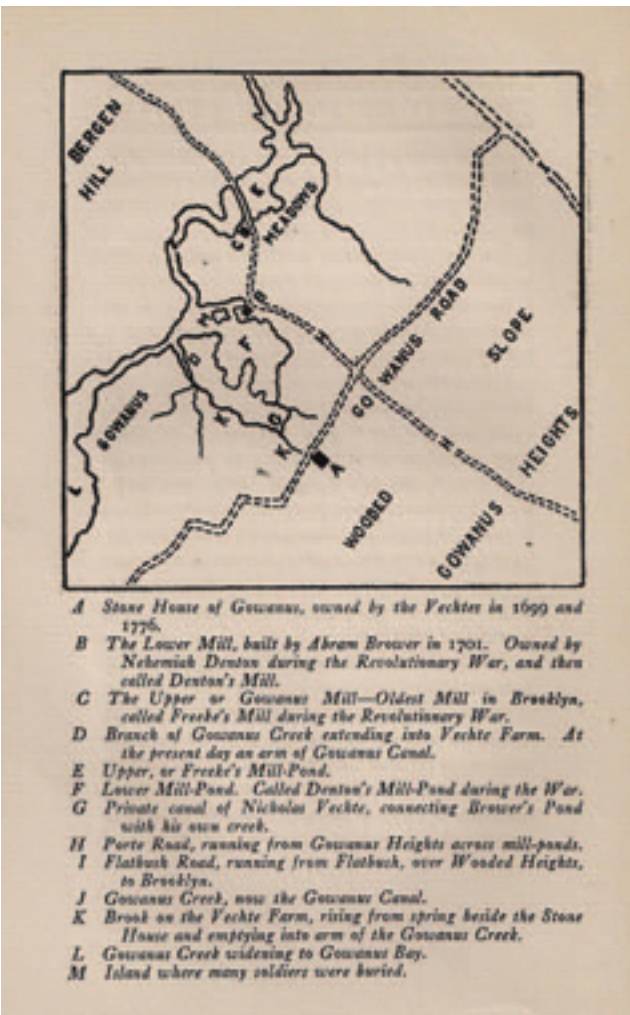 BERGEN
HILL
E
MEADOWS
C
B
M
H
F
D
ROAD
GOWANUS
SLOPE
GOWANUS
K
G
H
HEIGHTS
L
J
K
A
WOOBED
GOWANUS
A Stone House of Gowanus, owned by the Vechtes in 1699 and
1776.
B The Lower Mill, built by Abram Brower in 1701. Owned by
Nehemiah Denton during the Revolutionary War, and then
called Denton's Mill.
C The Upper or Gowanus Mill—Oldest Mill in Brooklyn,
called Freeke's Mill during the Revolutionary War.
D Branch of Gowanus Creek extending into Vechte Farm. At
the present day an arm of Gowanus Canal.
E Upper, or Freeke's Mill-Pond.
F Lower Mill-Pond. Called Denton's Mill-Pond during the War.
G Private canal of Nicholas Vechte, connecting Brower's Pond
with his own creek.
H Porte Road, running from Gowanus Heights across mill-ponds.
I Flatbush Road, running from Flatbush, over Wooded Heights,
to Brooklyn.
J Gowanus Creek, now the Gowanus Canal.
K Brook on the Vechte Farm, rising from spring beside the Stone
House and emptying into arm of the Gowanus Creek.
L Gowanus Creek widening to Gowanus Bay.
M Island where many soldiers were buried.